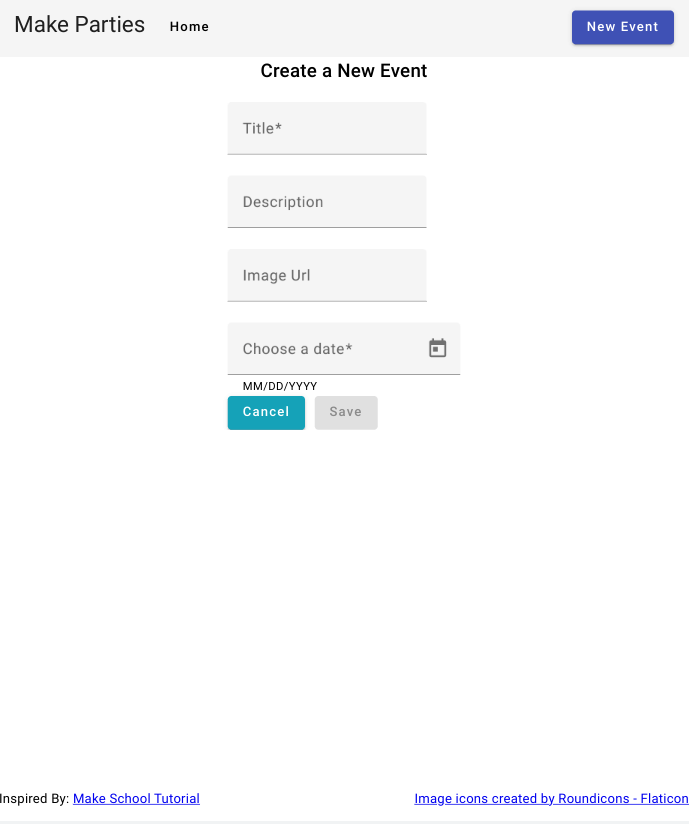 Make Parties Home New Event
Create a New Event
Title*
Description
Image Url
Choose a date*
MM/DD/YYYY
Cancel Save
Inspired By: Make School Tutorial Image icons created by Roundicons - Flaticon